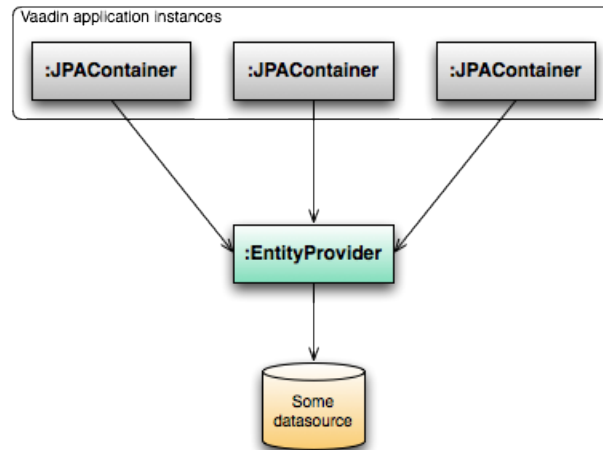 Vaadin application instances
:JPAContainer :JPAContainer :JPAContainer
:EntityProvider
Some
datasource